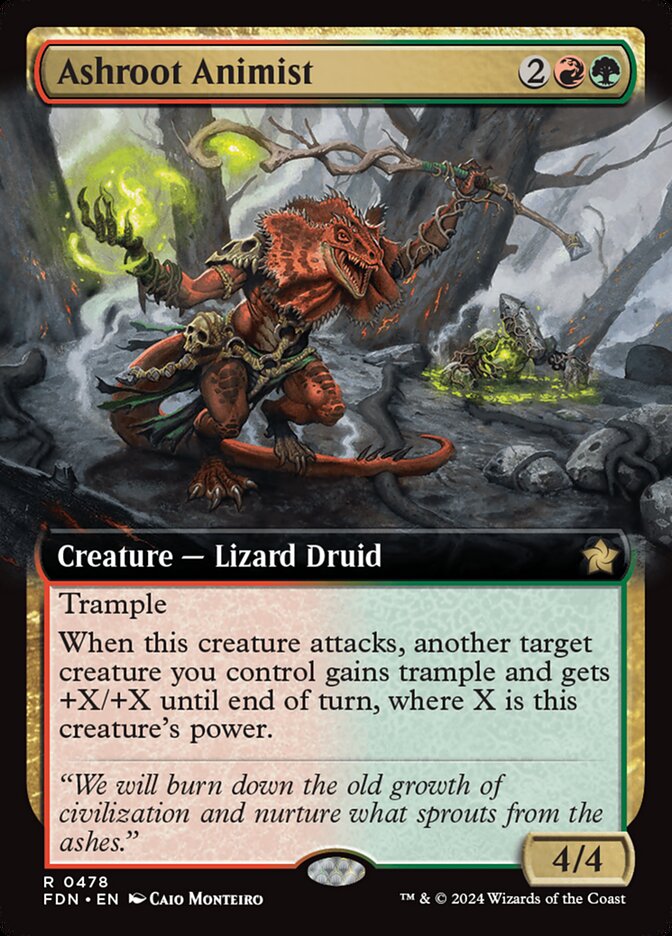 Ashroot Animist 2
Creature — Lizard Druid
Trample
When this creature attacks, another target
creature you control gains trample and gets
+X/+X until end of turn, where X is this
creature's power.
“We will burn down the old growth of
civilization and nurture what sprouts from the
ashes.”
4/4
R 0478
FDN • EN Caio Monteiro
™ & © 2024 Wizards of the Coast